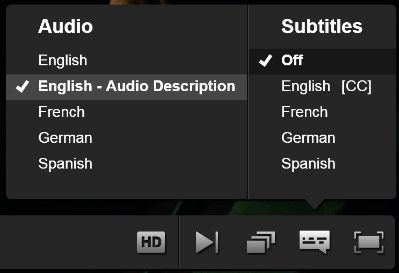 Audio
English
English - Audio Description
French
German
Spanish
Subtitles
Off
English [CC]
French
German
Spanish
HD